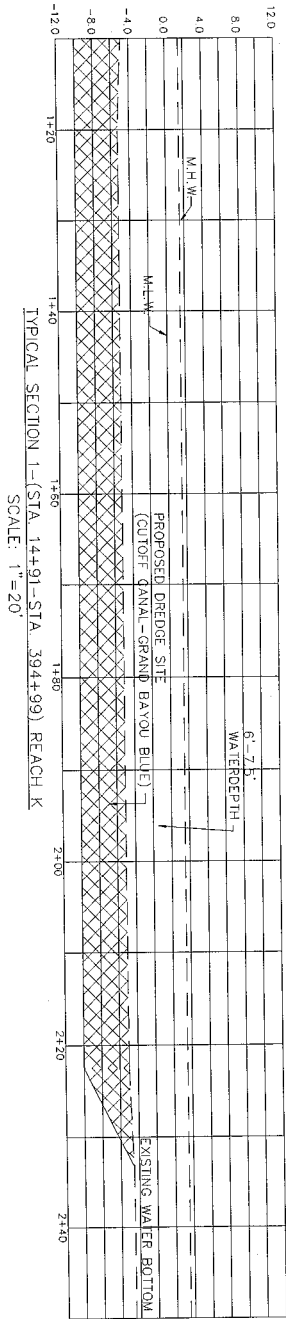 12.0
8.0
4.0
0.0
-4.0
-8.0
-12.0
M.H.W.
M.L.W.
6'-7.5'
WATERDEPTH
PROPOSED DREDGE SITE
(CUTOFF CANAL-GRAND BAYOU BLUE)
EXISTING WATER BOTTOM
1+20
1+40
1+60
1+80
2+00
2+20
2+40
TYPICAL SECTION 1-(STA. 14+91-STA. 394+99) REACH K
SCALE: 1"=20'